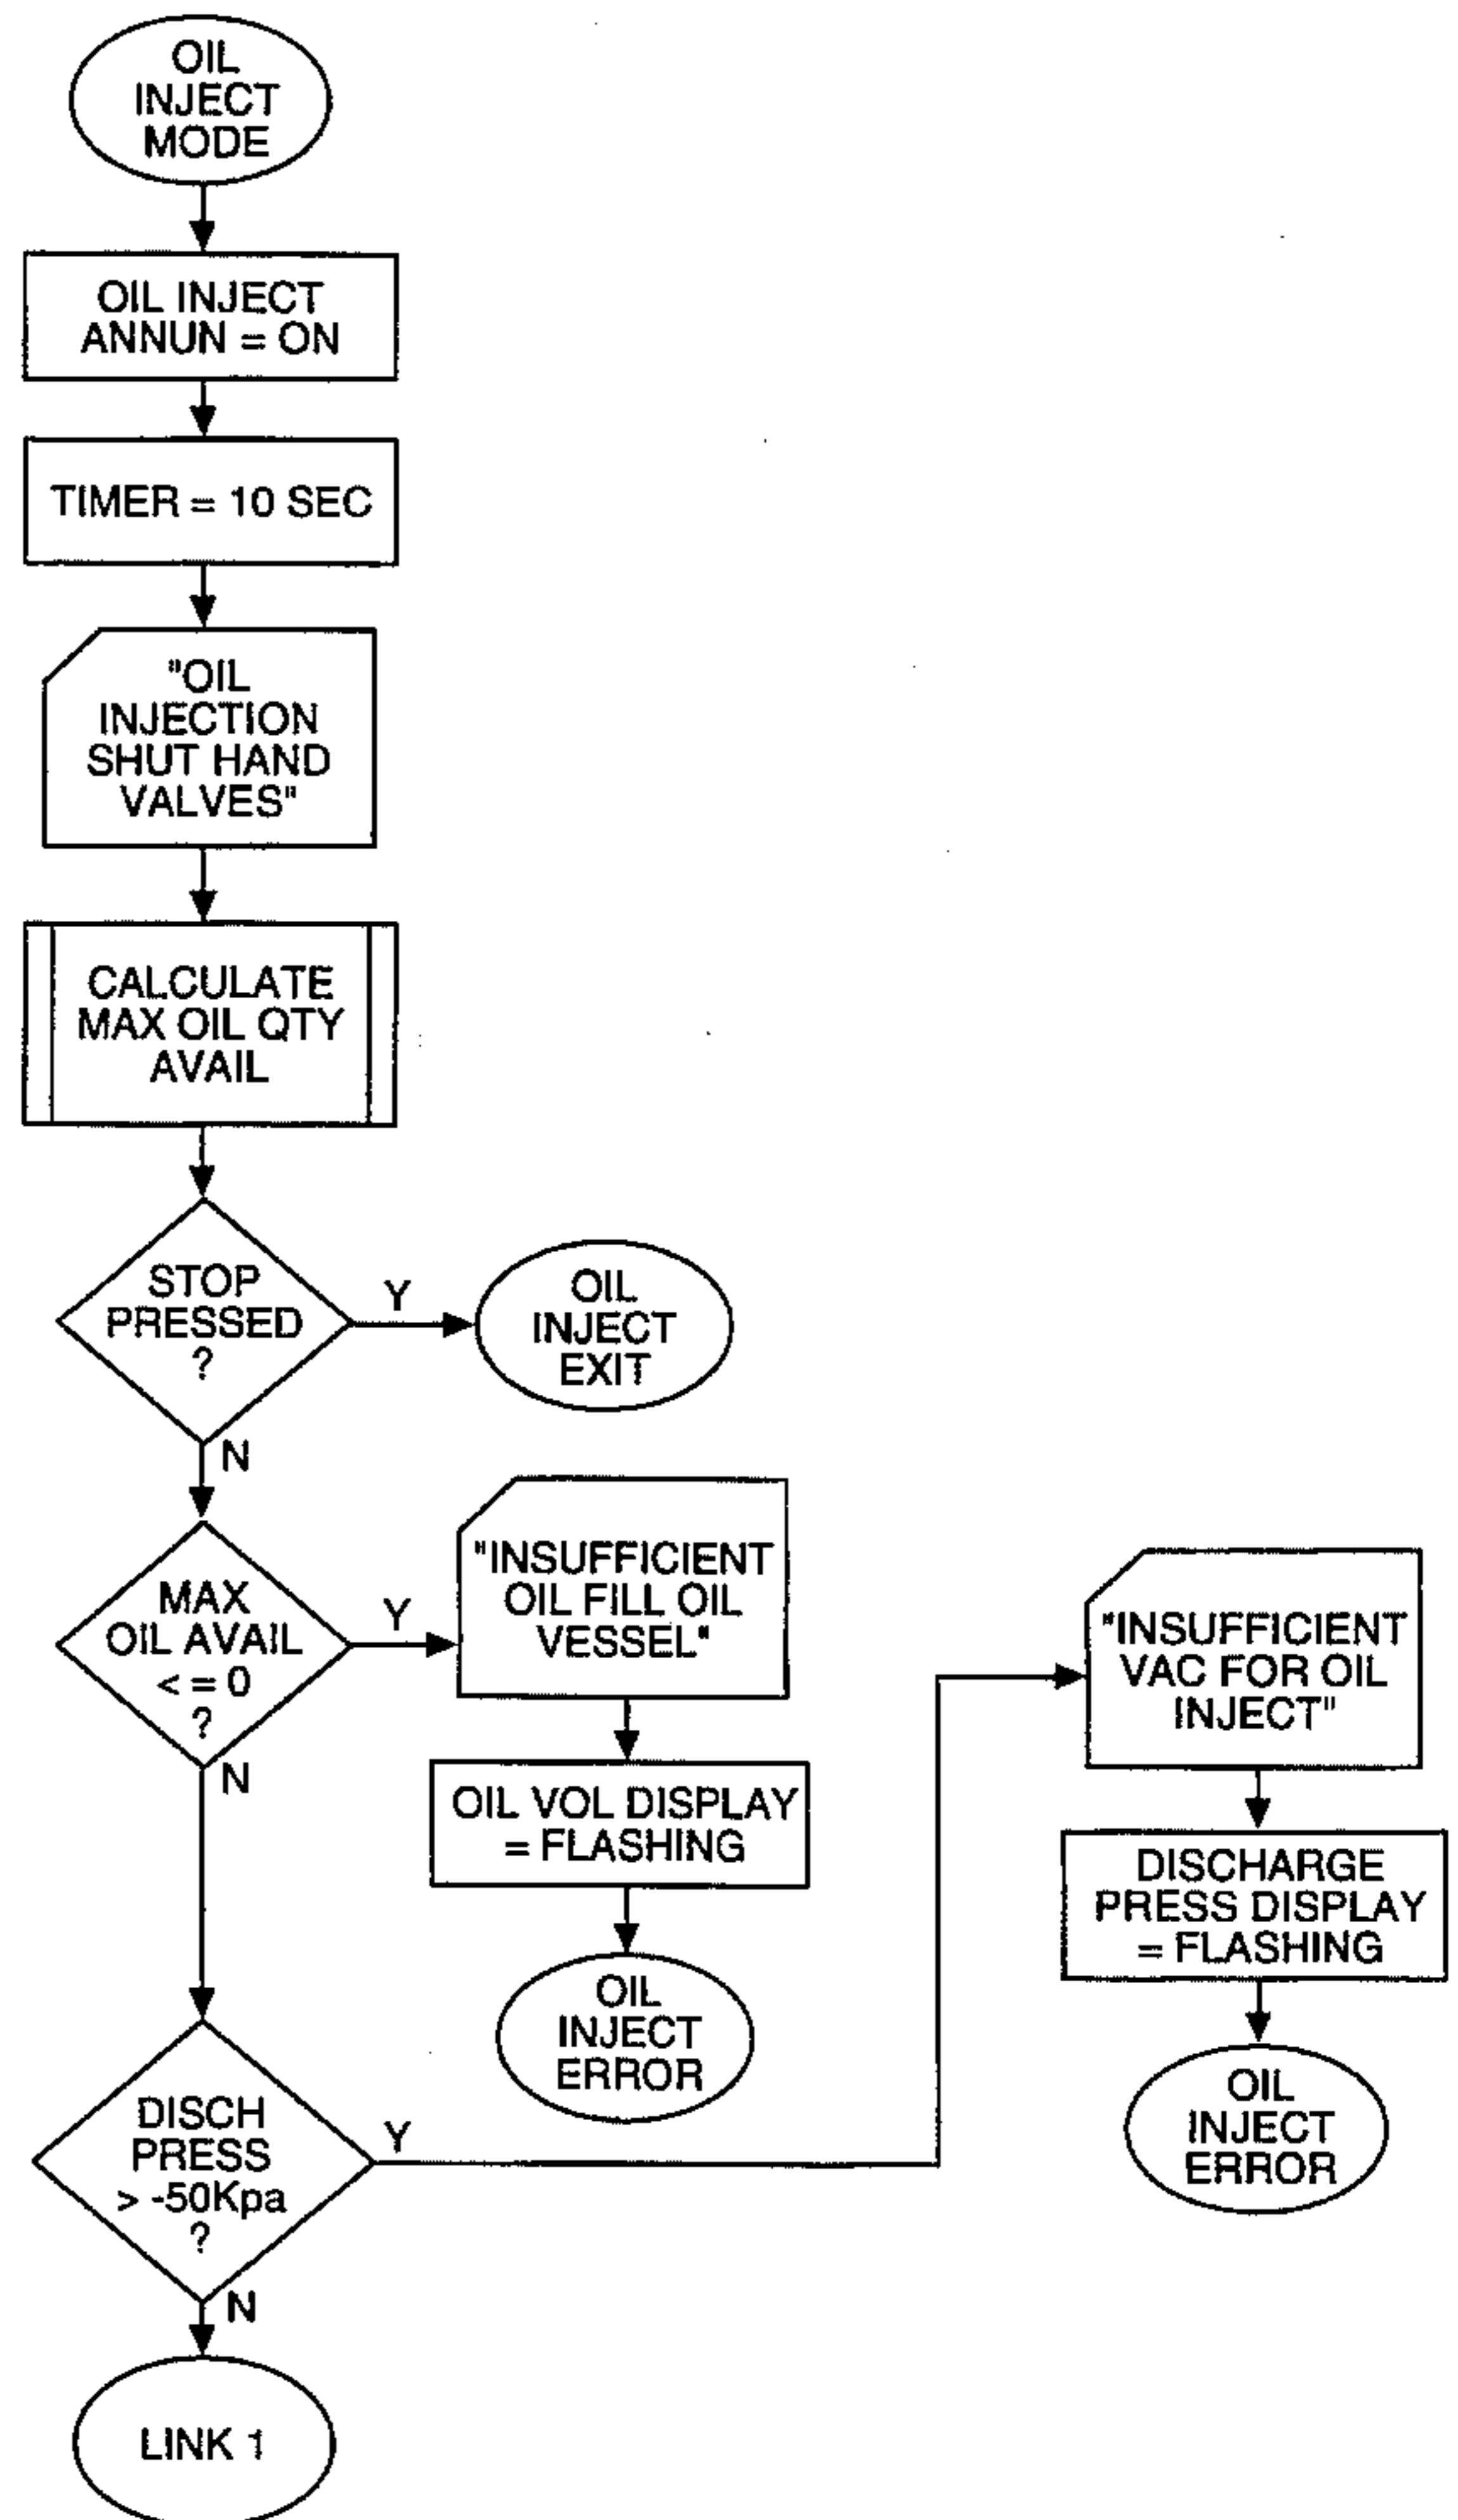 OIL
INJECT
MODE
OIL INJECT
ANNUN = ON
TIMER = 10 SEC
"OIL
INJECTION
SHUT HAND
VALVES"
CALCULATE
MAX OIL QTY
AVAIL
STOP
PRESSED
?
Y
OIL
INJECT
EXIT
N
MAX
OIL AVAIL
< = 0
?
Y
"INSUFFICIENT
OIL FILL OIL
VESSEL"
OIL VOL DISPLAY
= FLASHING
OIL
INJECT
ERROR
N
DISCH
PRESS
> -50Kpa
?
Y
"INSUFFICIENT
VAC FOR OIL
INJECT"
DISCHARGE
PRESS DISPLAY
= FLASHING
OIL
INJECT
ERROR
N
LINK 1